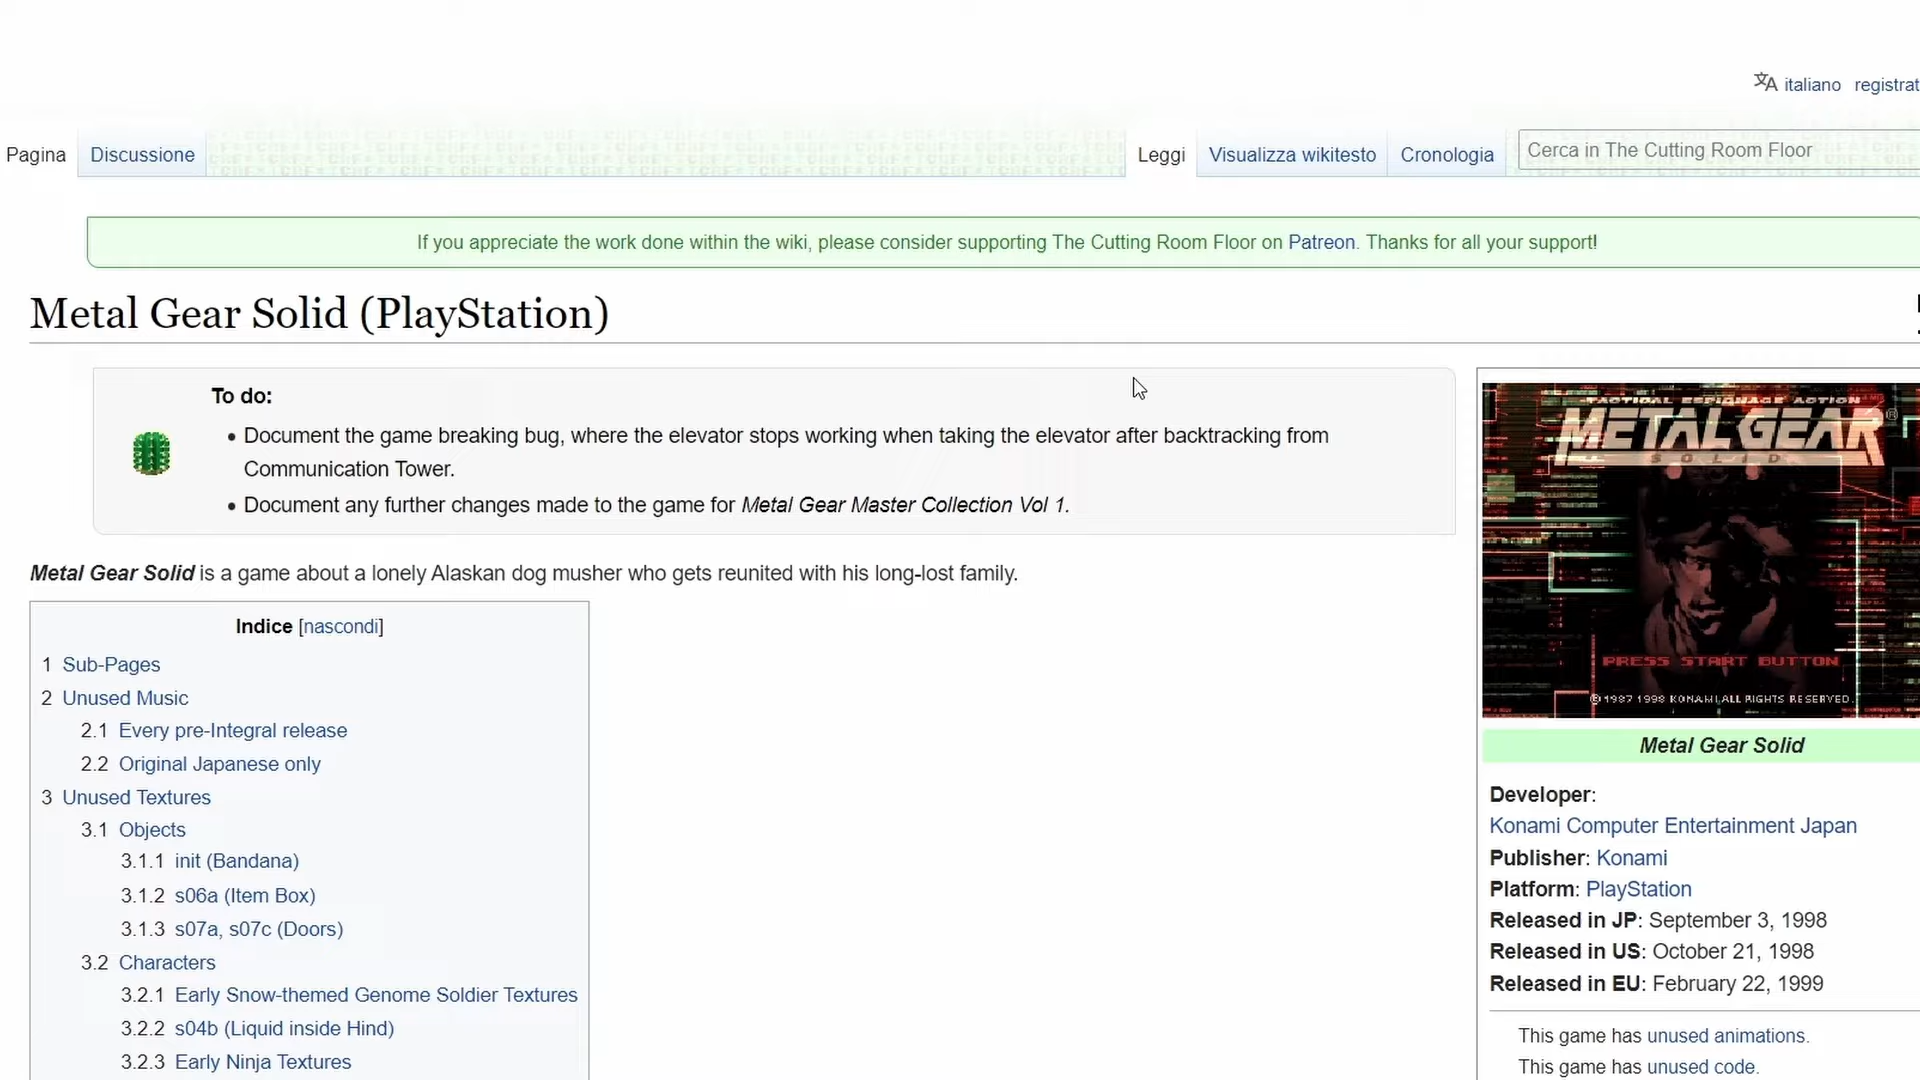 italiano registrat
Pagina Discussione Leggi Visualizza wikitesto Cronologia Cerca in The Cutting Room Floor
If you appreciate the work done within the wiki, please consider supporting The Cutting Room Floor on Patreon. Thanks for all your support!
Metal Gear Solid (PlayStation)
To do:
• Document the game breaking bug, where the elevator stops working when taking the elevator after backtracking from
Communication Tower.
• Document any further changes made to the game for Metal Gear Master Collection Vol 1.
Metal Gear Solid is a game about a lonely Alaskan dog musher who gets reunited with his long-lost family.
Indice [nascondi]
1 Sub-Pages
2 Unused Music
2.1 Every pre-Integral release
2.2 Original Japanese only
3 Unused Textures
3.1 Objects
3.1.1 init (Bandana)
3.1.2 s06a (Item Box)
3.1.3 s07a, s07c (Doors)
3.2 Characters
3.2.1 Early Snow-themed Genome Soldier Textures
3.2.2 s04b (Liquid inside Hind)
3.2.3 Early Ninja Textures
TACTICAL ESPIONAGE ACTION
METAL GEAR®
SOLID
PRESS START BUTTON
© 1987 1998 KONAMI ALL RIGHTS RESERVED.
Metal Gear Solid
Developer:
Konami Computer Entertainment Japan
Publisher: Konami
Platform: PlayStation
Released in JP: September 3, 1998
Released in US: October 21, 1998
Released in EU: February 22, 1999
This game has unused animations.
This game has unused code.